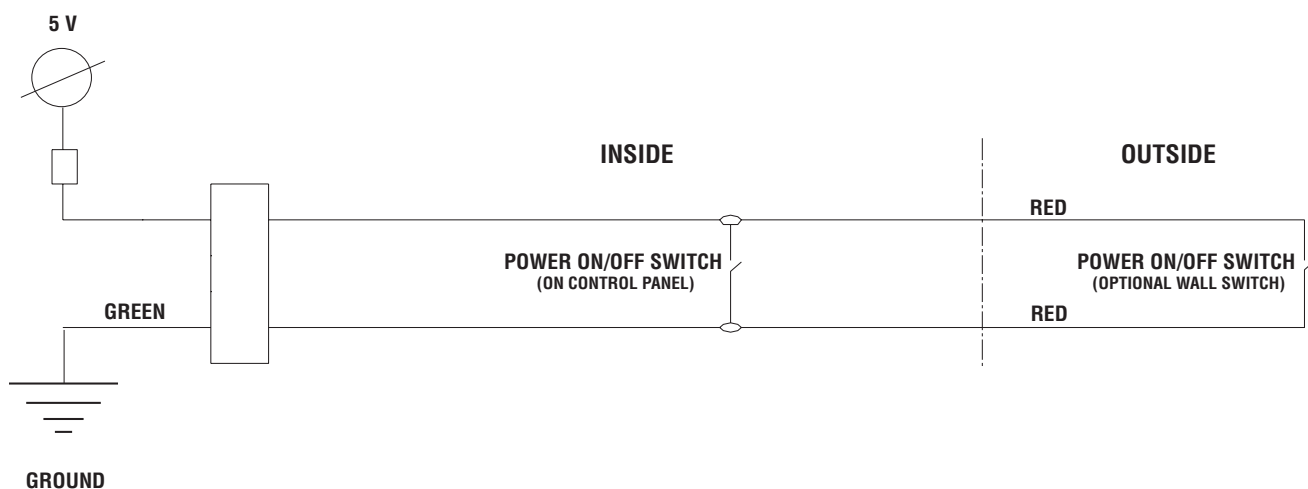 5 V
INSIDE
OUTSIDE
RED
POWER ON/OFF SWITCH
(ON CONTROL PANEL)
POWER ON/OFF SWITCH
(OPTIONAL WALL SWITCH)
GREEN
RED
GROUND